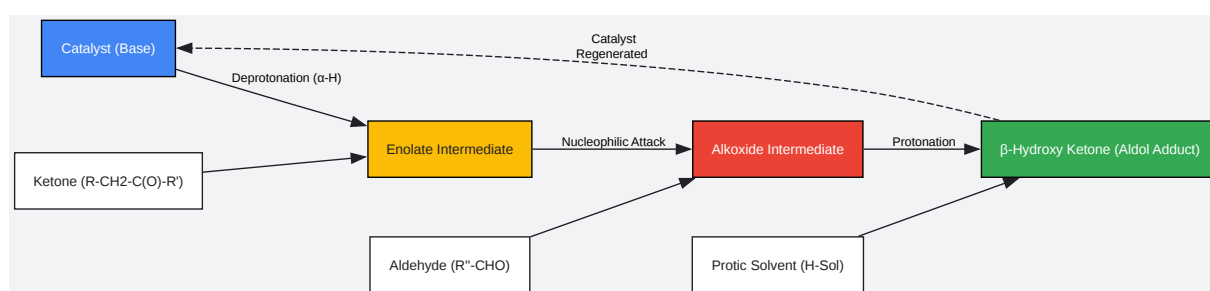 Catalyst (Base)
Catalyst
Regenerated
Deprotonation (α-H)
Enolate Intermediate
Nucleophilic Attack
Alkoxide Intermediate
Protonation
β-Hydroxy Ketone (Aldol Adduct)
Ketone (R-CH2-C(O)-R')
Aldehyde (R"-CHO)
Protic Solvent (H-Sol)